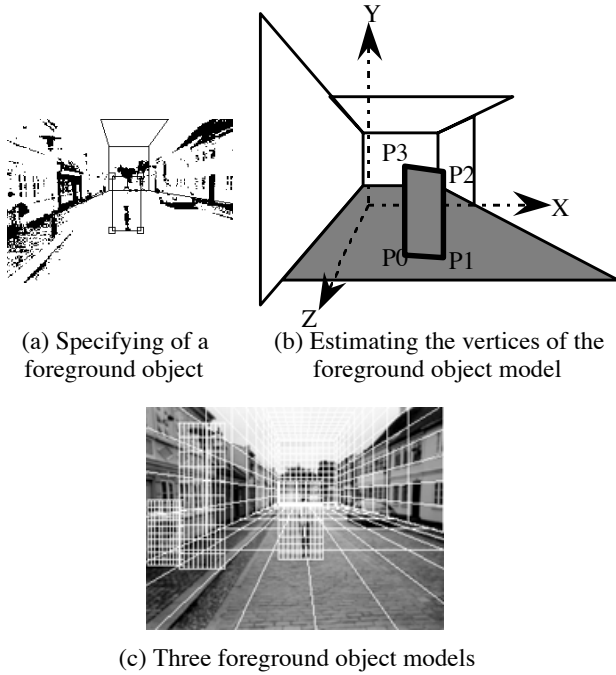 Y
P3
P2
X
P0
P1
Z
(a) Specifying of a
foreground object
(b) Estimating the vertices of the
foreground object model
(c) Three foreground object models